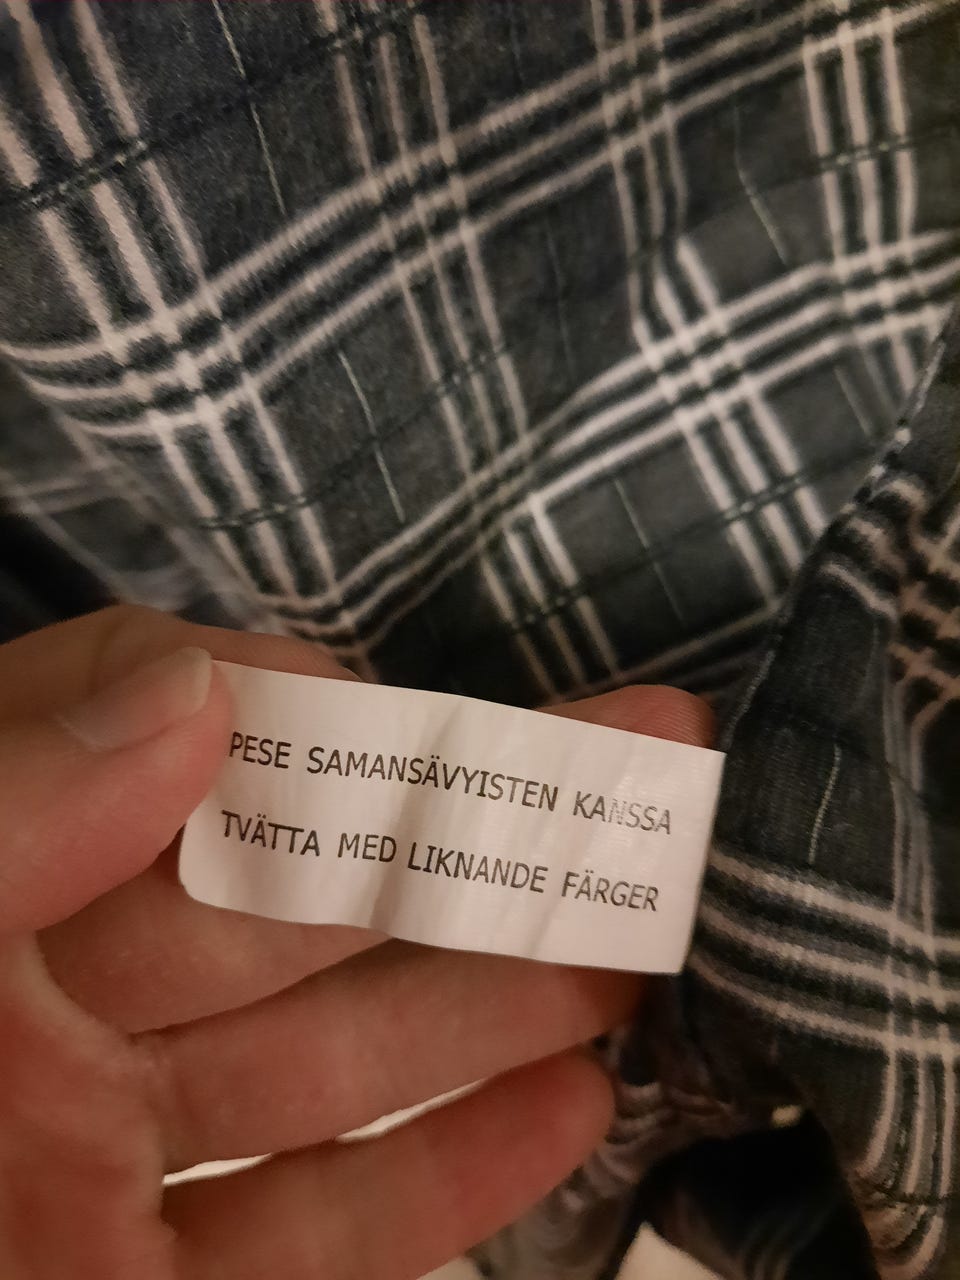 PESE SAMANSÄVYISTEN KANSSA
TVÄTTA MED LIKNANDE FÄRGER